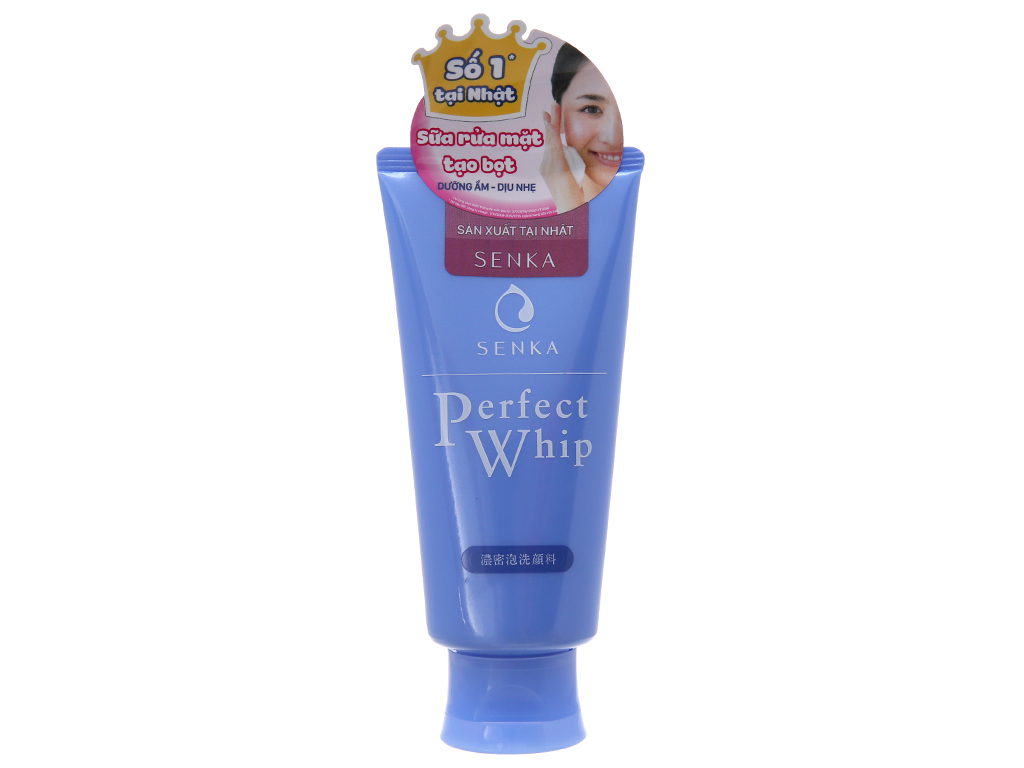 Số 1*
tại Nhật
Sữa rửa mặt
tạo bọt
DƯỠNG ẨM - DỊU NHẸ
SẢN XUẤT TẠI NHẬT
SENKA
SENKA
Perfect
Whip
濃密泡洗顔料